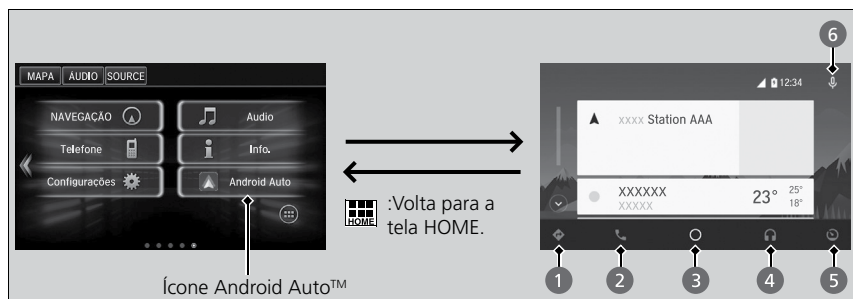 MAPA ÁUDIO SOURCE
NAVEGAÇÃO Audio
Telefone Info.
Configurações Android Auto
Ícone Android Auto™
HOME :Volta para a
tela HOME.
6
12:34
xxxx Station AAA
XXXXXX 23° 25°
XXXXX 18°
1 2 3 4 5